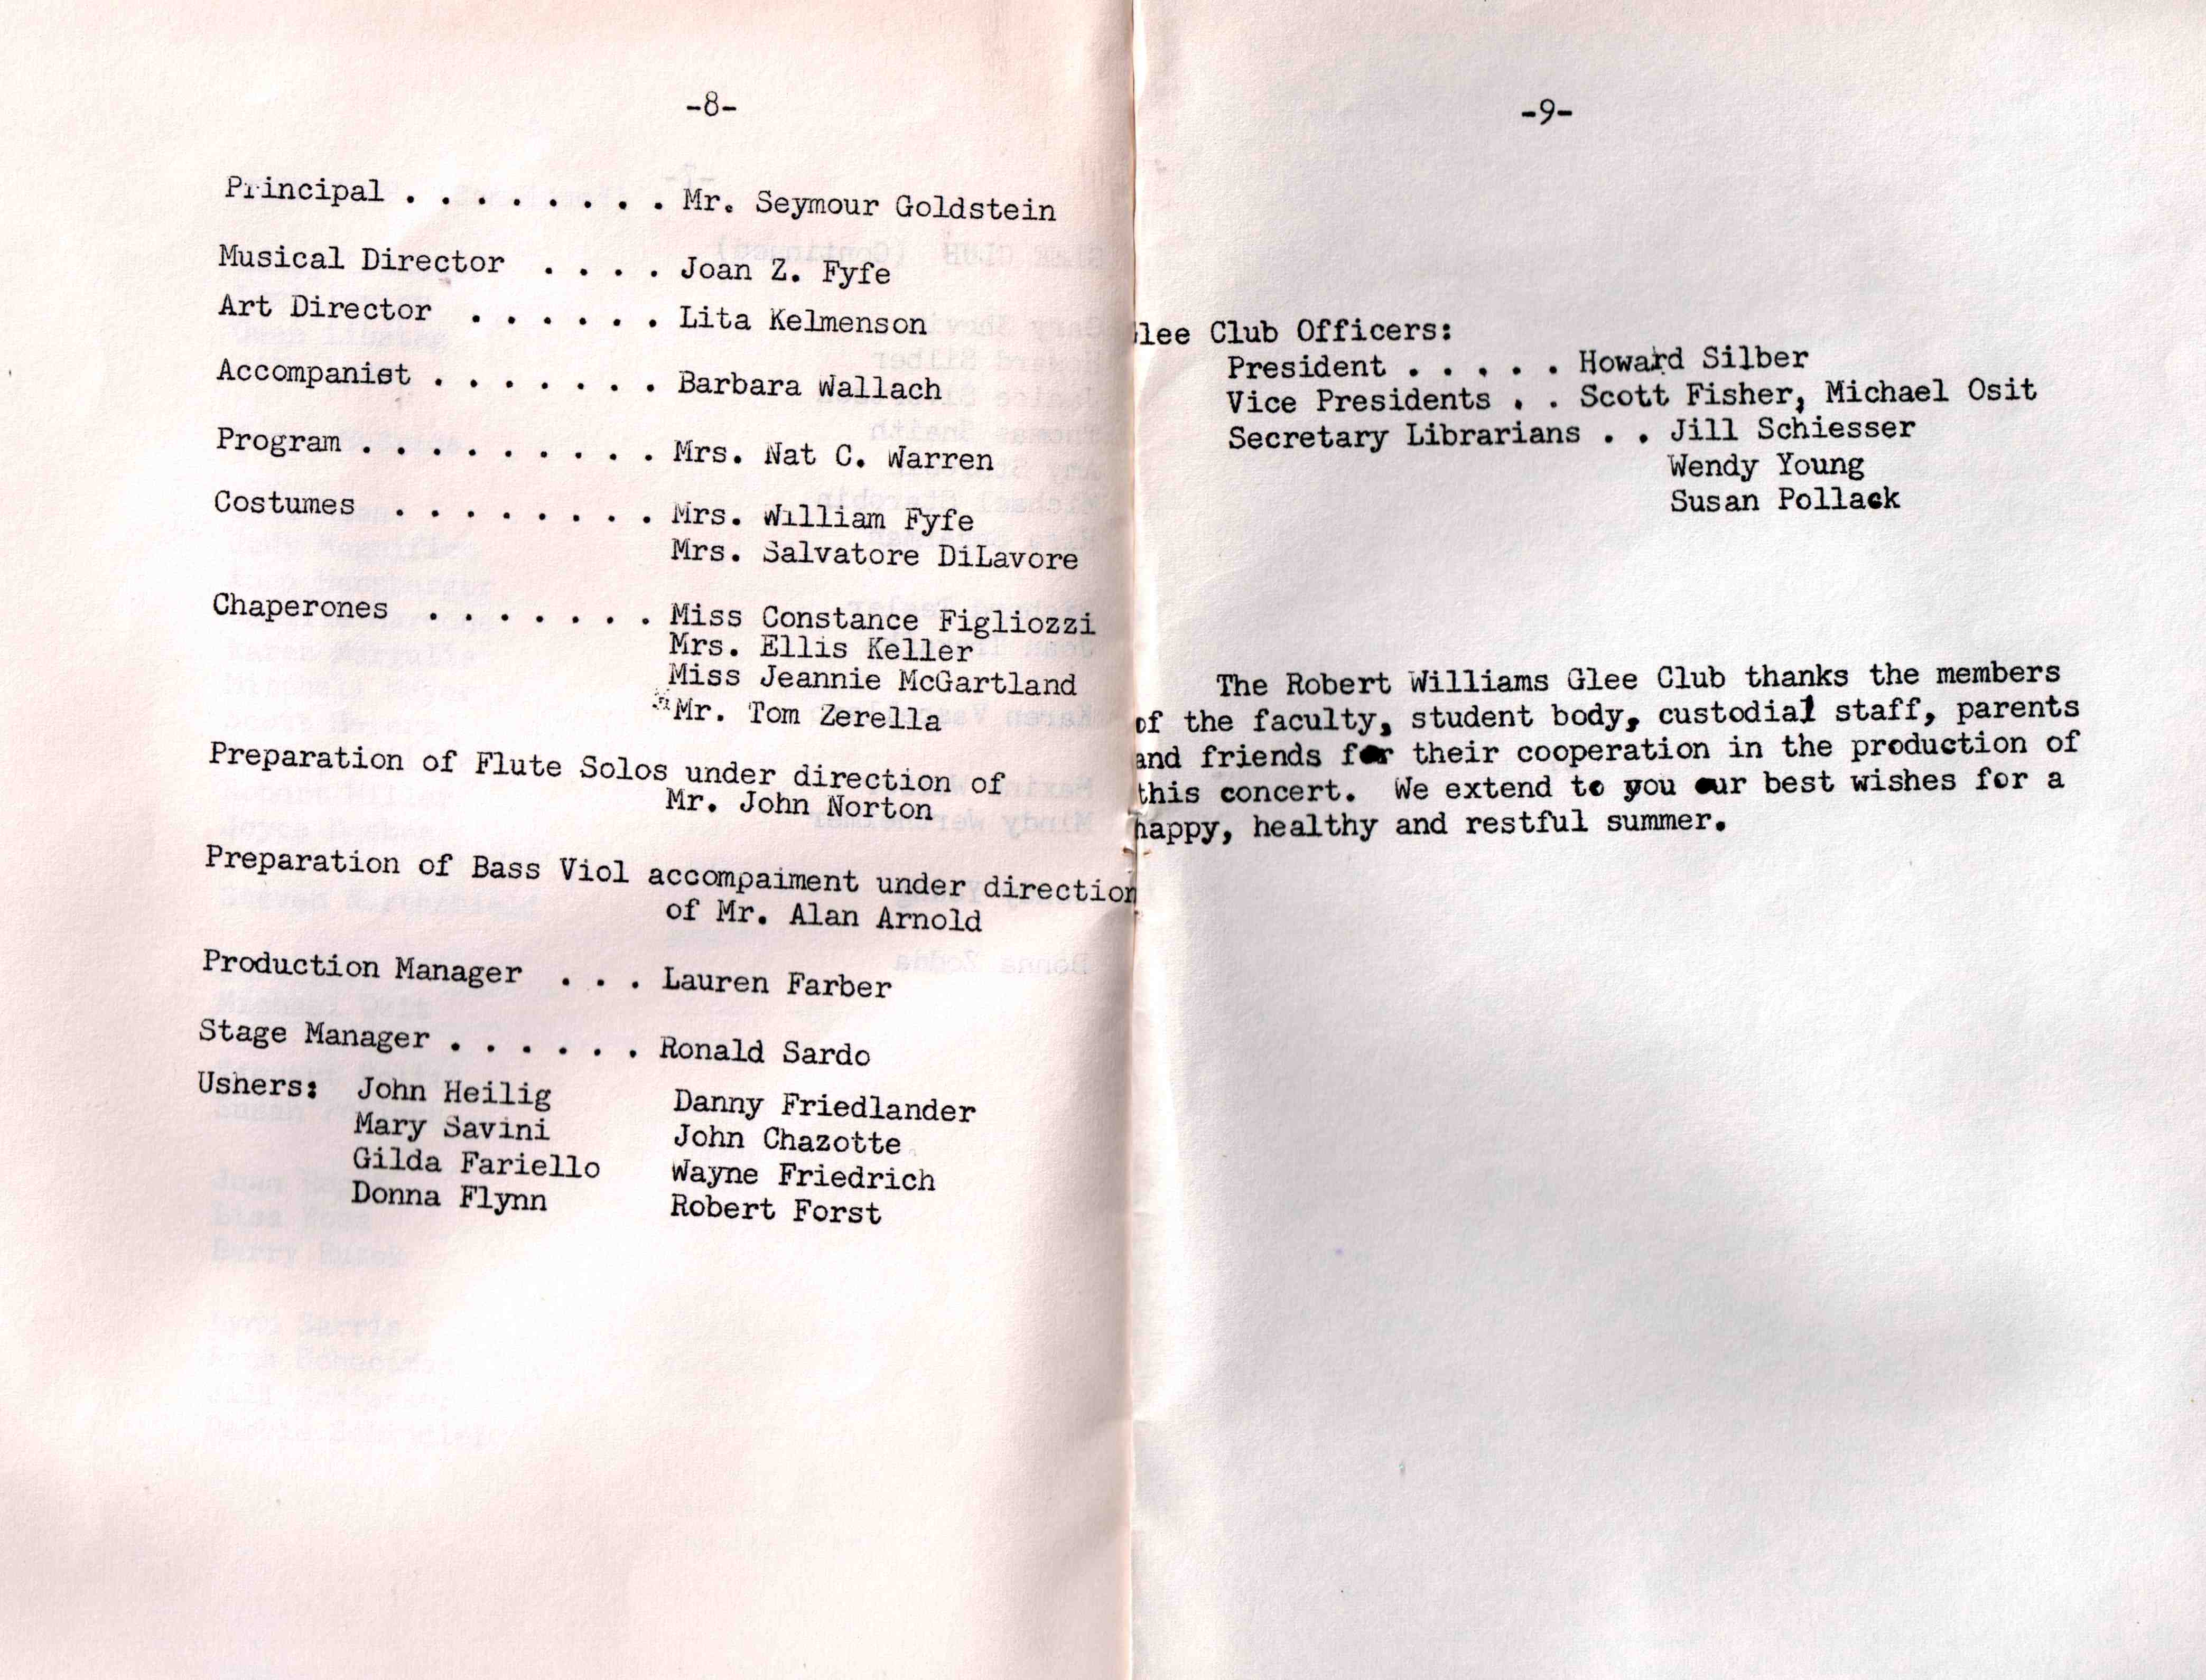 -8-
Principal . . . . . . . . Mr. Seymour Goldstein
Musical Director . . . . Joan Z. Fyfe
Art Director . . . . . . Lita Kelmenson
Accompanist . . . . . . . Barbara Wallach
Program . . . . . . . . . Mrs. Nat C. Warren
Costumes . . . . . . . . Mrs. William Fyfe
Mrs. Salvatore DiLavore
Chaperones . . . . . . . Miss Constance Figliozzi
Mrs. Ellis Keller
Miss Jeannie McGartland
Mr. Tom Zerella
Preparation of Flute Solos under direction of
Mr. John Norton
Preparation of Bass Viol accompaiment under direction
of Mr. Alan Arnold
Production Manager . . . Lauren Farber
Stage Manager . . . . . . Ronald Sardo
Ushers: John Heilig Danny Friedlander
Mary Savini John Chazotte
Gilda Fariello Wayne Friedrich
Donna Flynn Robert Forst
-9-
Glee Club Officers:
President . . . . . Howard Silber
Vice Presidents . . Scott Fisher, Michael Osit
Secretary Librarians . . Jill Schiesser
Wendy Young
Susan Pollack
The Robert Williams Glee Club thanks the members
of the faculty, student body, custodial staff, parents
and friends for their cooperation in the production of
this concert. We extend to you our best wishes for a
happy, healthy and restful summer.